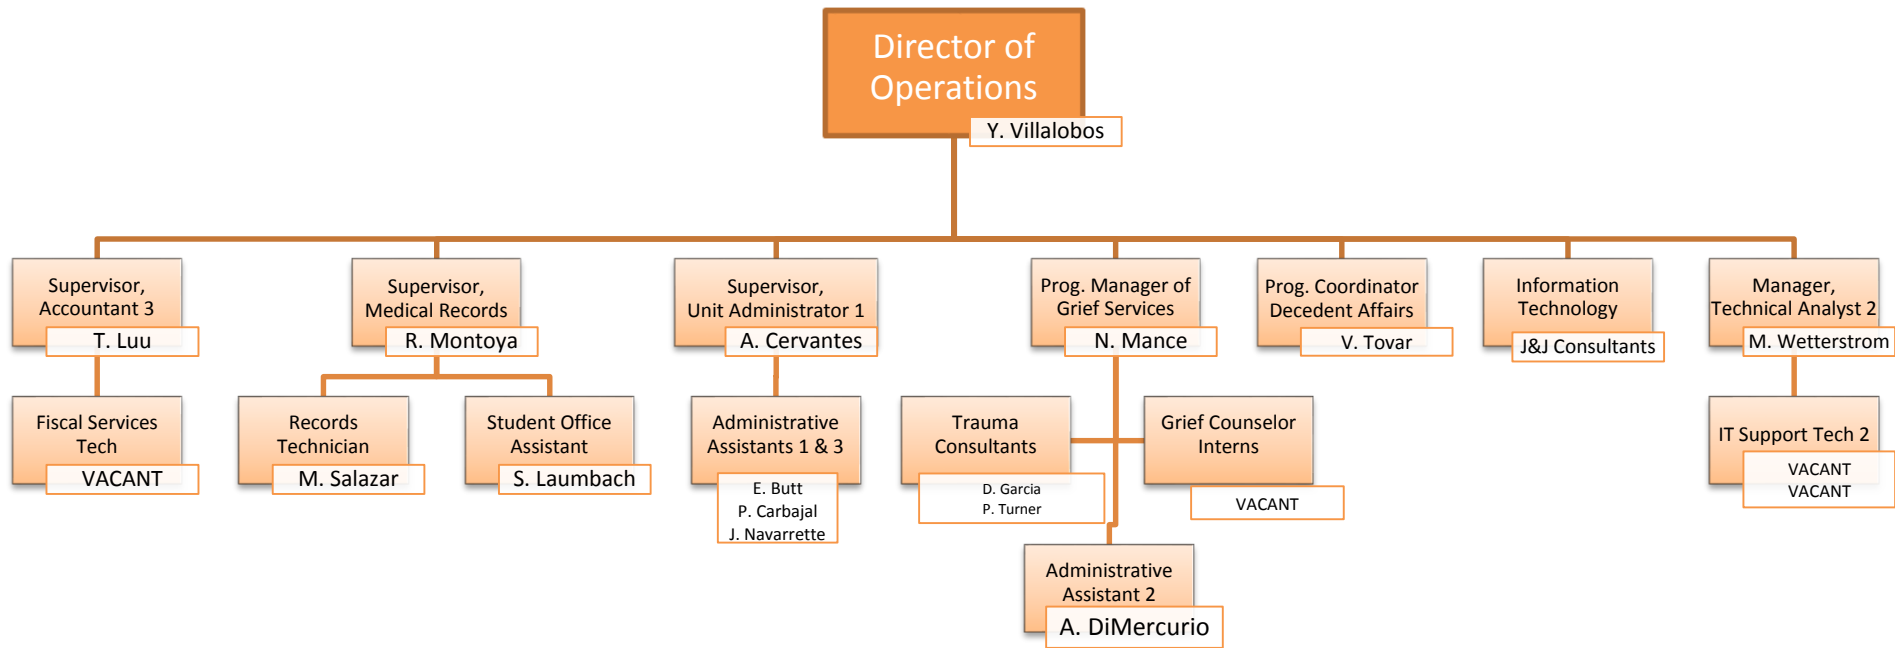 Director of
Operations
Y. Villalobos
Supervisor,
Accountant 3
T. Luu
Supervisor,
Medical Records
R. Montoya
Supervisor,
Unit Administrator 1
A. Cervantes
Prog. Manager of
Grief Services
N. Mance
Prog. Coordinator
Decedent Affairs
V. Tovar
Information
Technology
J&J Consultants
Manager,
Technical Analyst 2
M. Wetterstrom
Fiscal Services
Tech
VACANT
Records
Technician
M. Salazar
Student Office
Assistant
S. Laumbach
Administrative
Assistants 1 & 3
E. Butt
P. Carbajal
J. Navarrette
Trauma
Consultants
D. Garcia
P. Turner
Grief Counselor
Interns
VACANT
IT Support Tech 2
VACANT
VACANT
Administrative
Assistant 2
A. DiMercurio